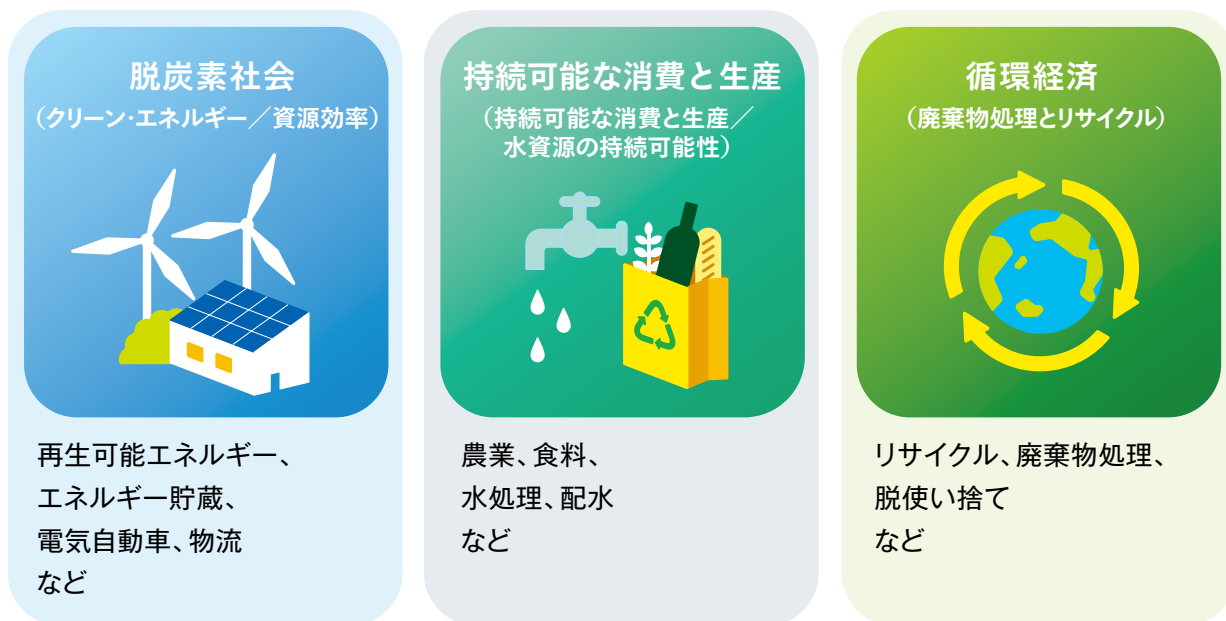 脱炭素社会
（クリーン・エネルギー／資源効率）
再生可能エネルギー、
エネルギー貯蔵、
電気自動車、物流
など
持続可能な消費と生産
（持続可能な消費と生産／
水資源の持続可能性）
農業、食料、
水処理、配水
など
循環経済
（廃棄物処理とリサイクル）
リサイクル、廃棄物処理、
脱使い捨て
など